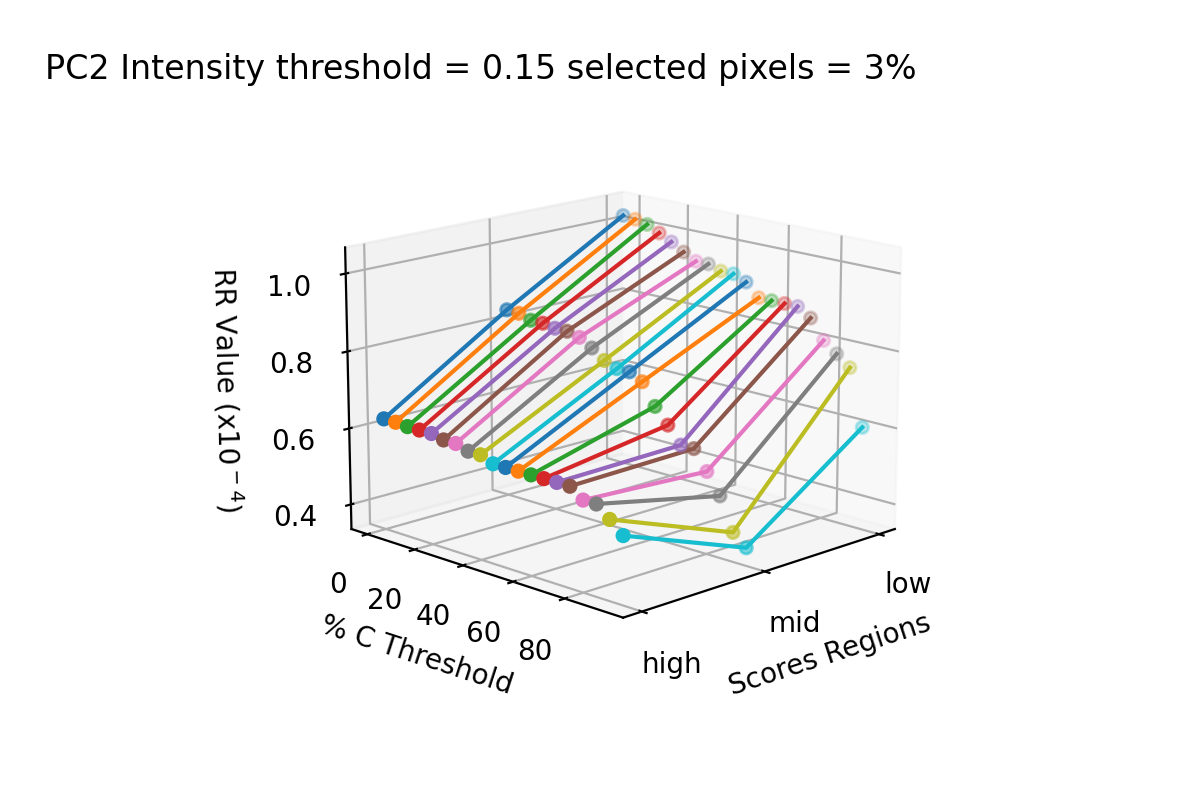 PC2 Intensity threshold = 0.15 selected pixels = 3%
RR Value (x10⁻⁴)
1.0
0.8
0.6
0.4
0
20
40
60
80
% C Threshold
high
mid
low
Scores Regions